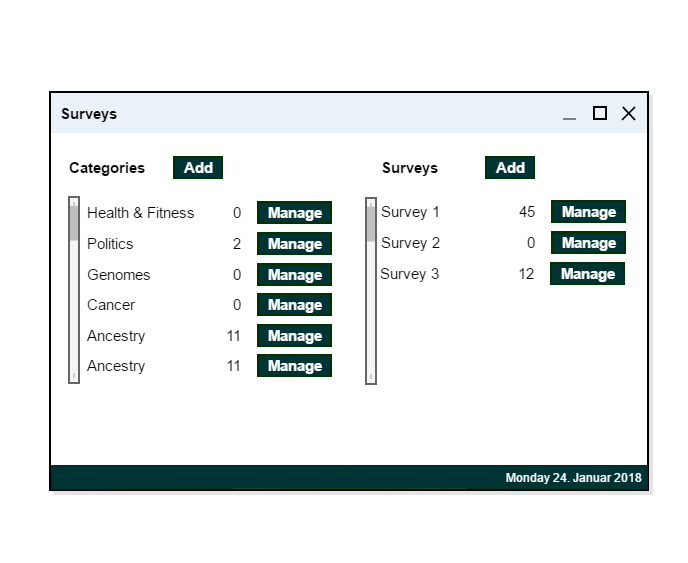 Surveys
Categories Add
Health & Fitness 0 Manage
Politics 2 Manage
Genomes 0 Manage
Cancer 0 Manage
Ancestry 11 Manage
Ancestry 11 Manage
Surveys Add
Survey 1 45 Manage
Survey 2 0 Manage
Survey 3 12 Manage
Monday 24. Januar 2018